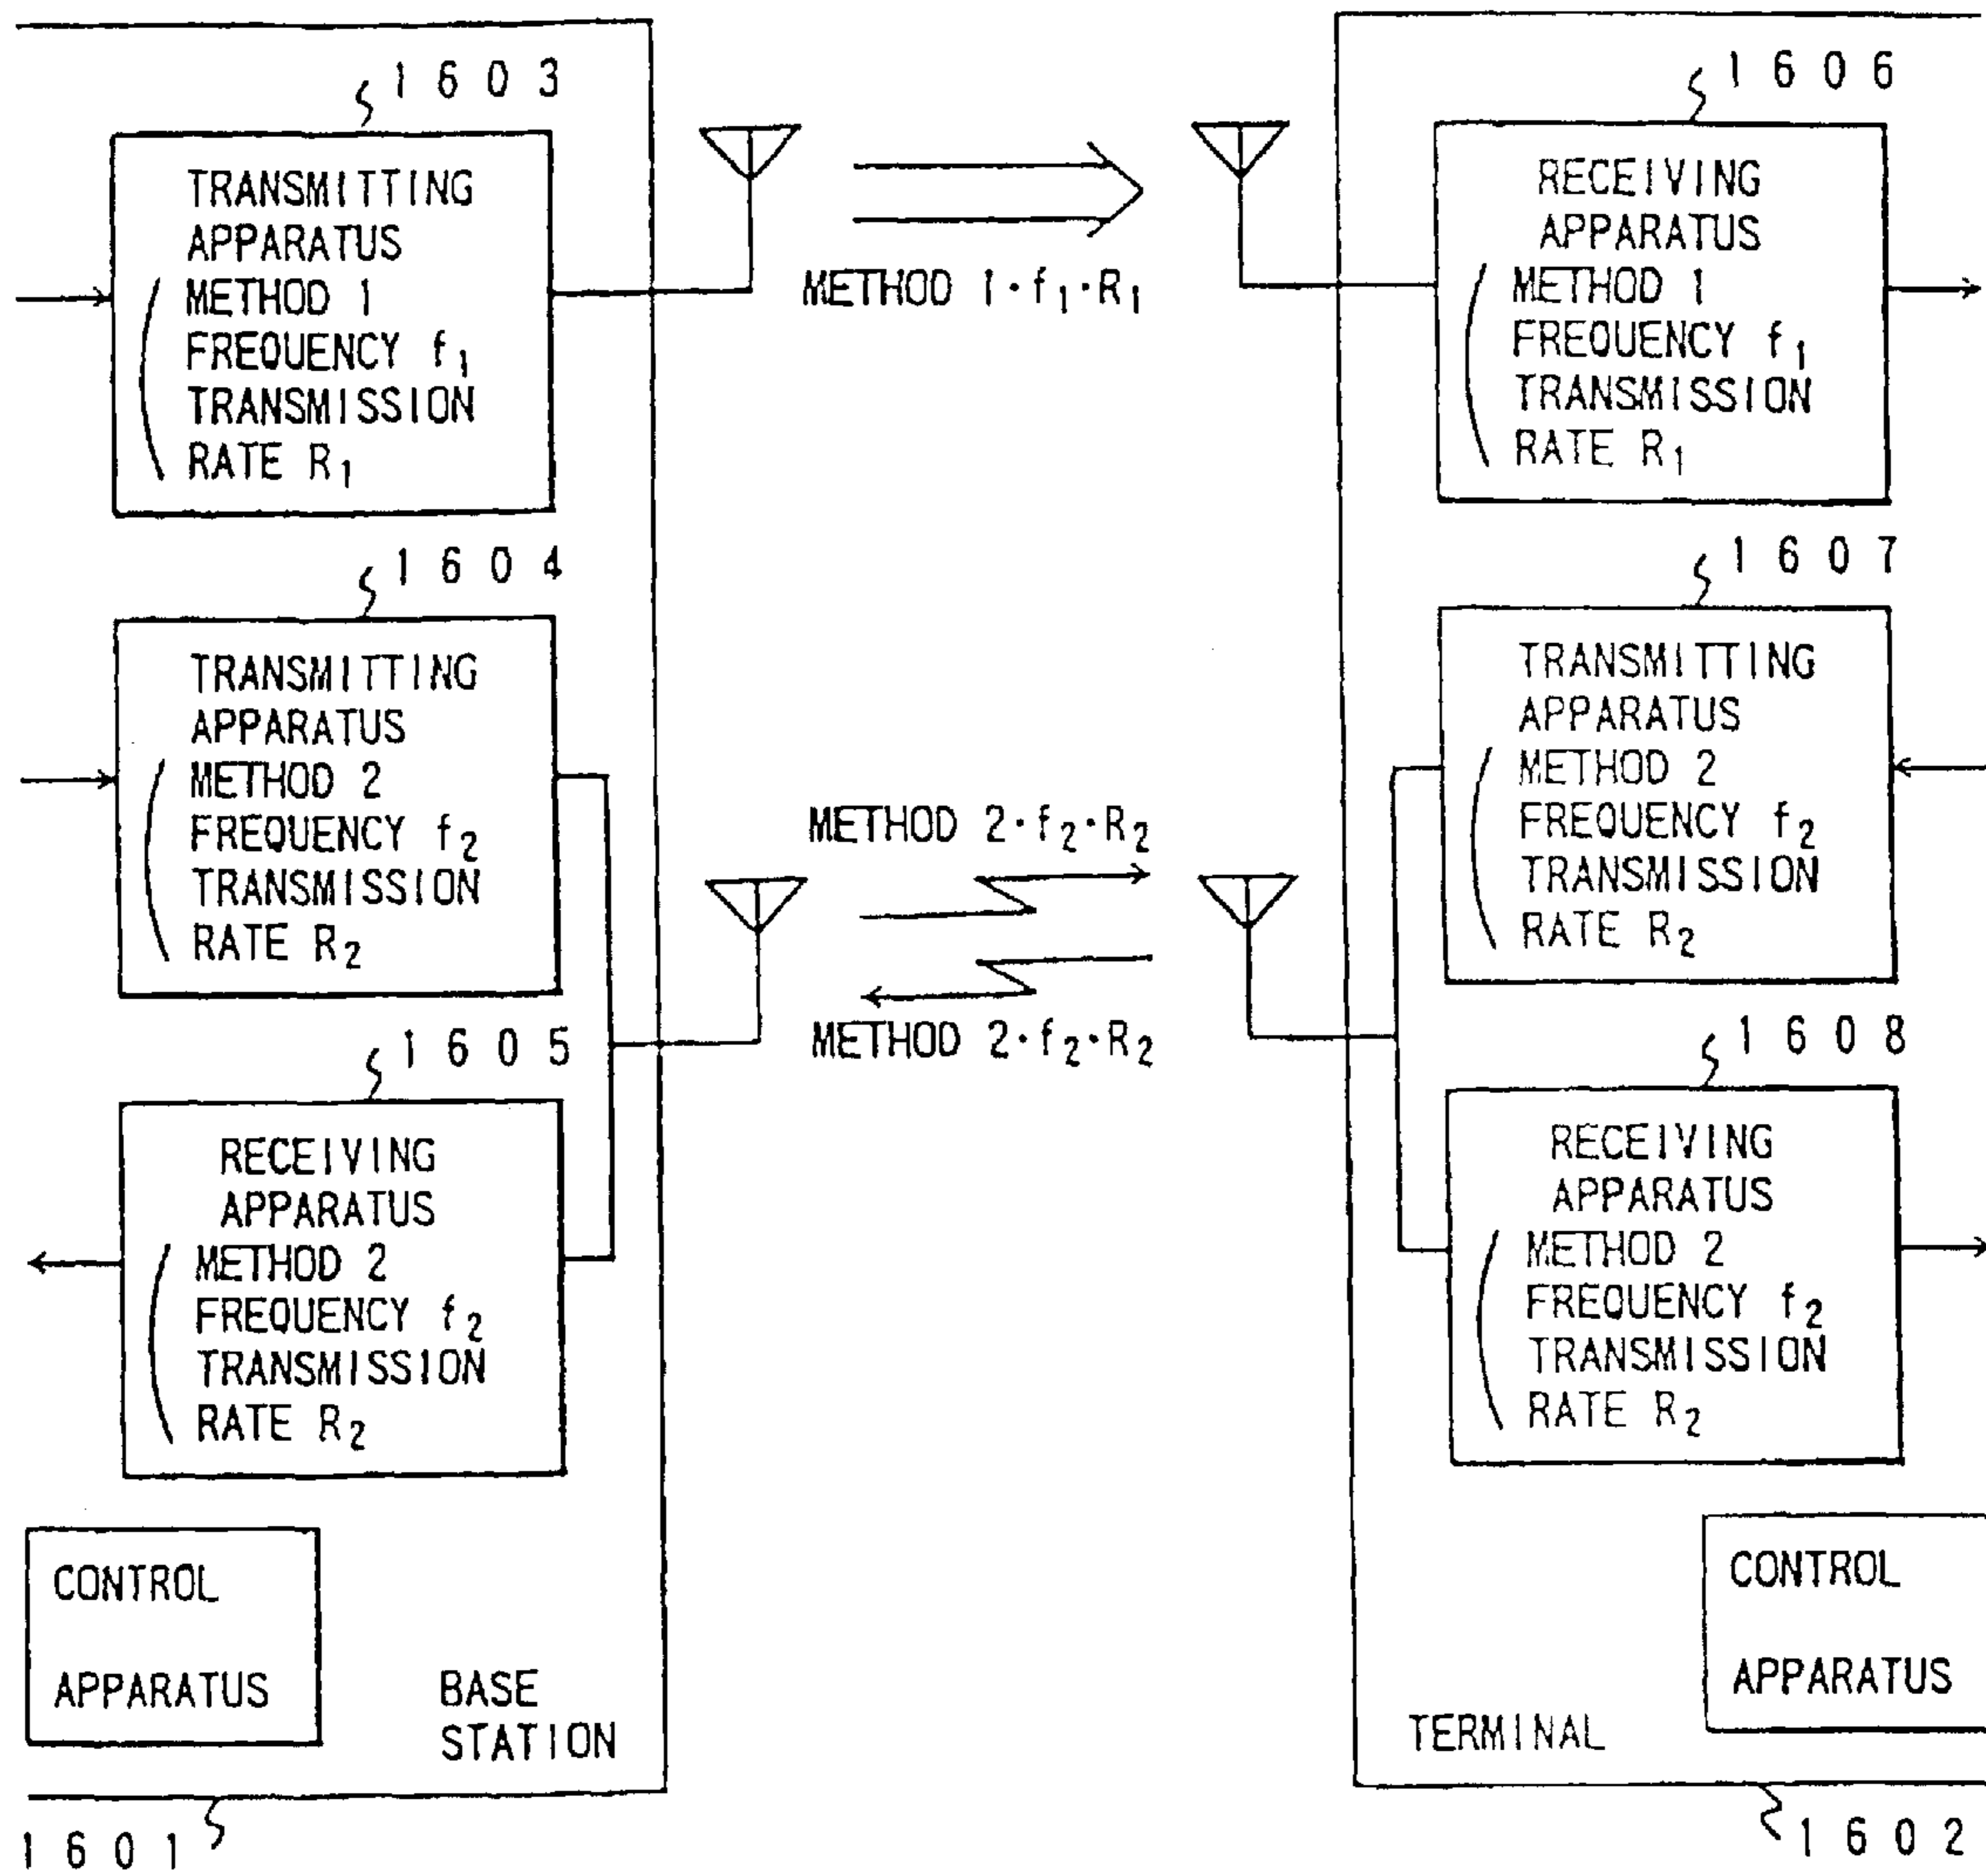 1603
TRANSMITTING
APPARATUS
METHOD 1
FREQUENCY f₁
TRANSMISSION
RATE R₁
METHOD 1·f₁·R₁
1606
RECEIVING
APPARATUS
METHOD 1
FREQUENCY f₁
TRANSMISSION
RATE R₁
1604
TRANSMITTING
APPARATUS
METHOD 2
FREQUENCY f₂
TRANSMISSION
RATE R₂
METHOD 2·f₂·R₂
METHOD 2·f₂·R₂
1607
TRANSMITTING
APPARATUS
METHOD 2
FREQUENCY f₂
TRANSMISSION
RATE R₂
1605
RECEIVING
APPARATUS
METHOD 2
FREQUENCY f₂
TRANSMISSION
RATE R₂
1608
RECEIVING
APPARATUS
METHOD 2
FREQUENCY f₂
TRANSMISSION
RATE R₂
CONTROL
APPARATUS
BASE
STATION
1601
TERMINAL
CONTROL
APPARATUS
1602